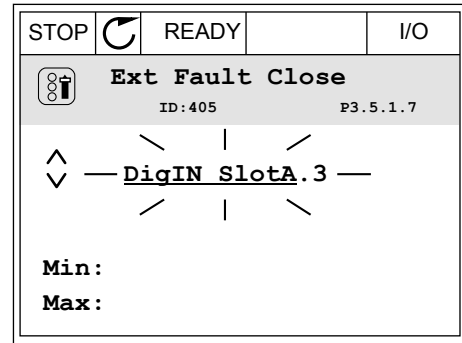 STOP READY I/O
Ext Fault Close
ID:405 P3.5.1.7
DigIN SlotA.3
Min:
Max: